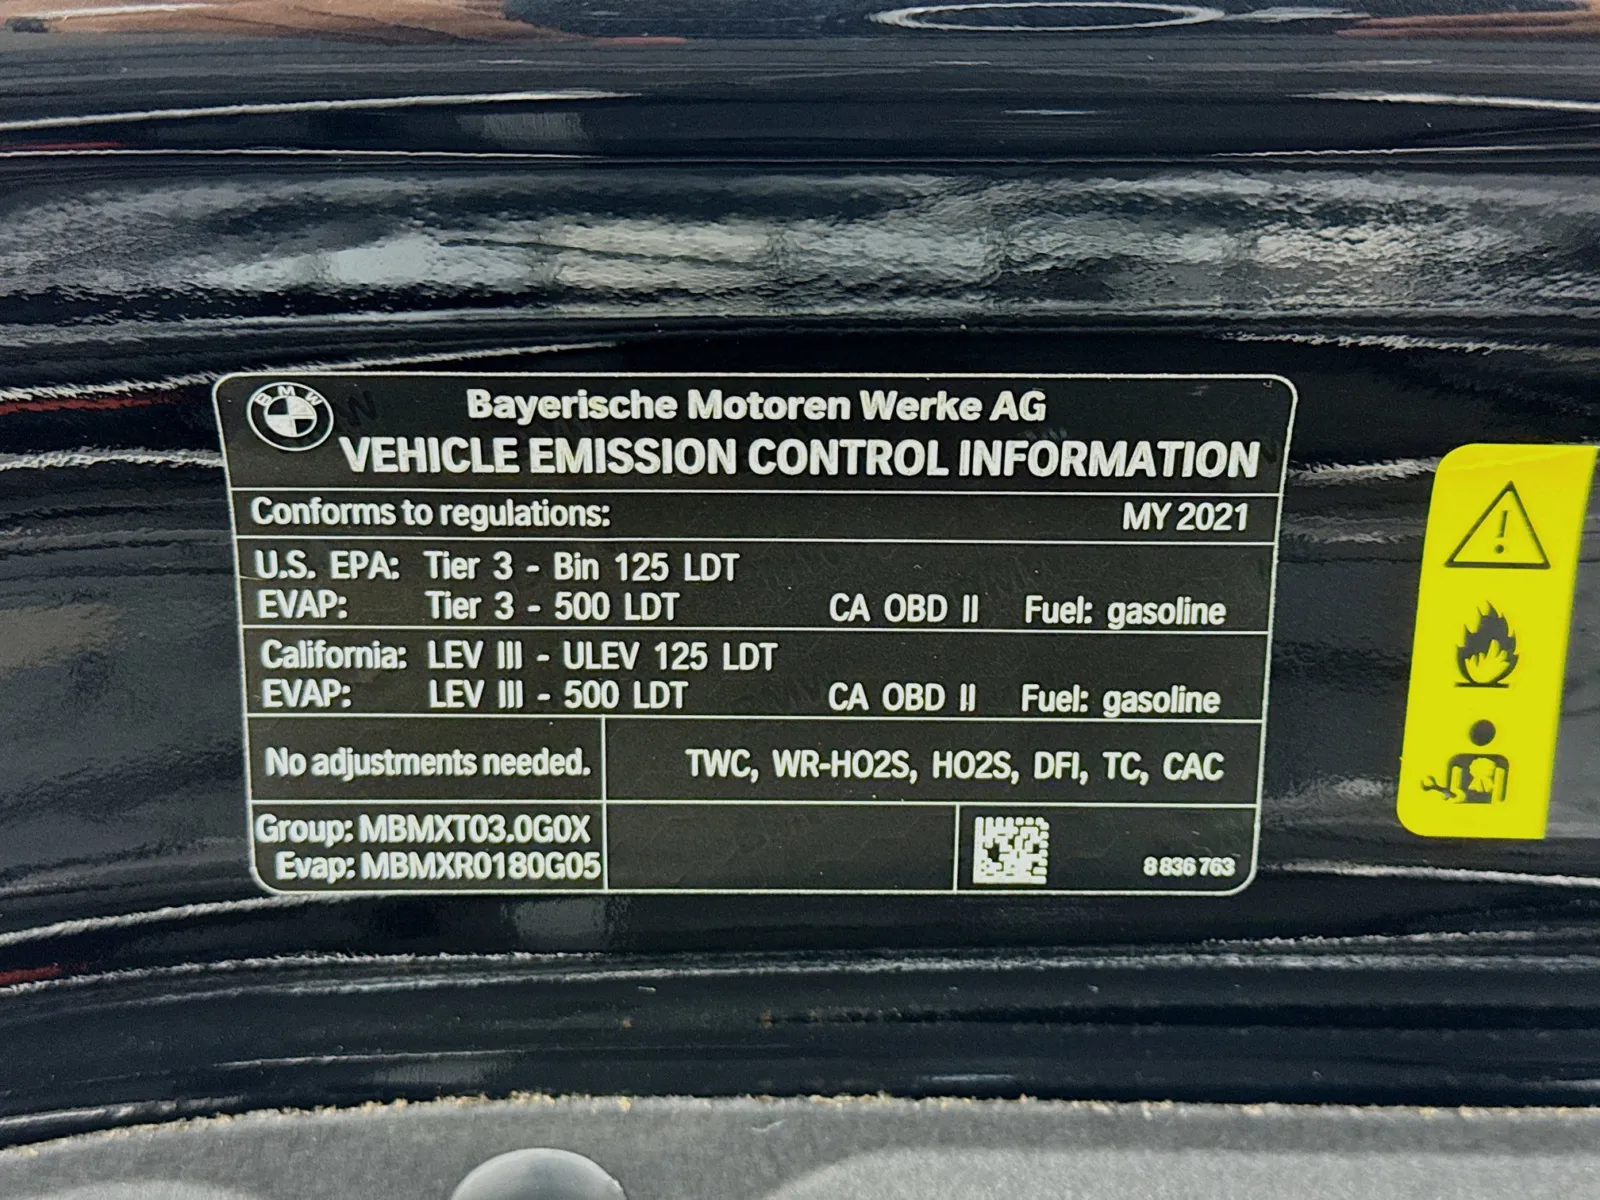 BMW
Bayerische Motoren Werke AG
VEHICLE EMISSION CONTROL INFORMATION
Conforms to regulations: MY 2021
U.S. EPA: Tier 3 - Bin 125 LDT
EVAP: Tier 3 - 500 LDT CA OBD II Fuel: gasoline
California: LEV III - ULEV 125 LDT
EVAP: LEV III - 500 LDT CA OBD II Fuel: gasoline
No adjustments needed. TWC, WR-HO2S, HO2S, DFI, TC, CAC
Group: MBMXT03.0G0X
Evap: MBMXR0180G05
8 836 763